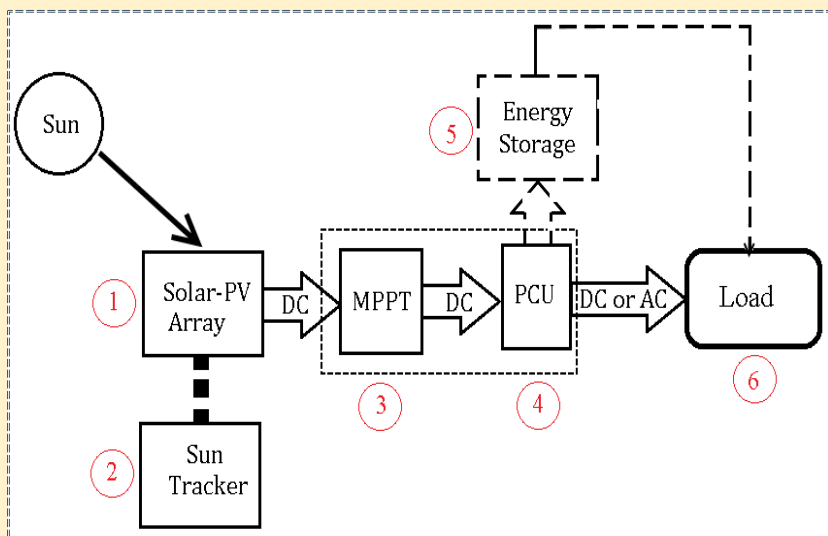 Sun
Energy
Storage
5
1
Solar-PV
Array
DC
MPPT
DC
PCU
DC or AC
Load
3
4
6
2
Sun
Tracker